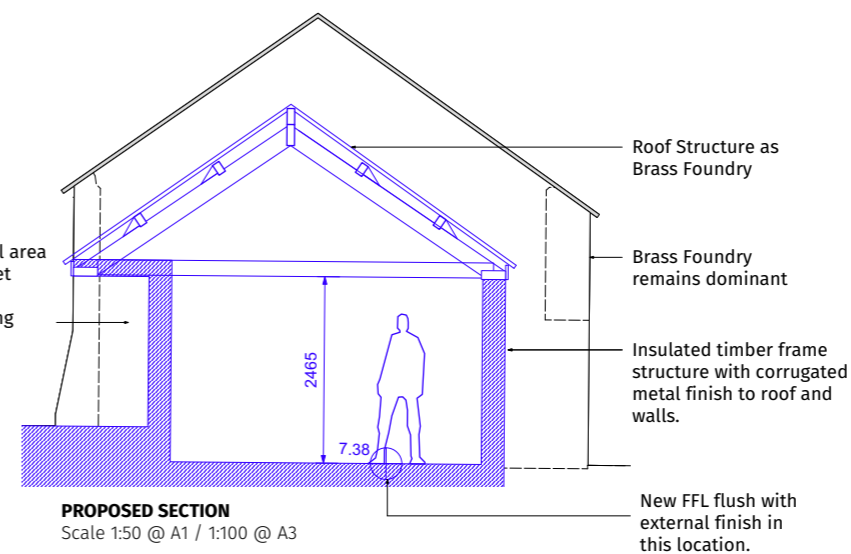 Roof Structure as
Brass Foundry
area
Brass Foundry
remains dominant
Insulated timber frame
structure with corrugated
metal finish to roof and
walls.
2465
7.38
New FFL flush with
external finish in
this location.
PROPOSED SECTION
Scale 1:50 @ A1 / 1:100 @ A3